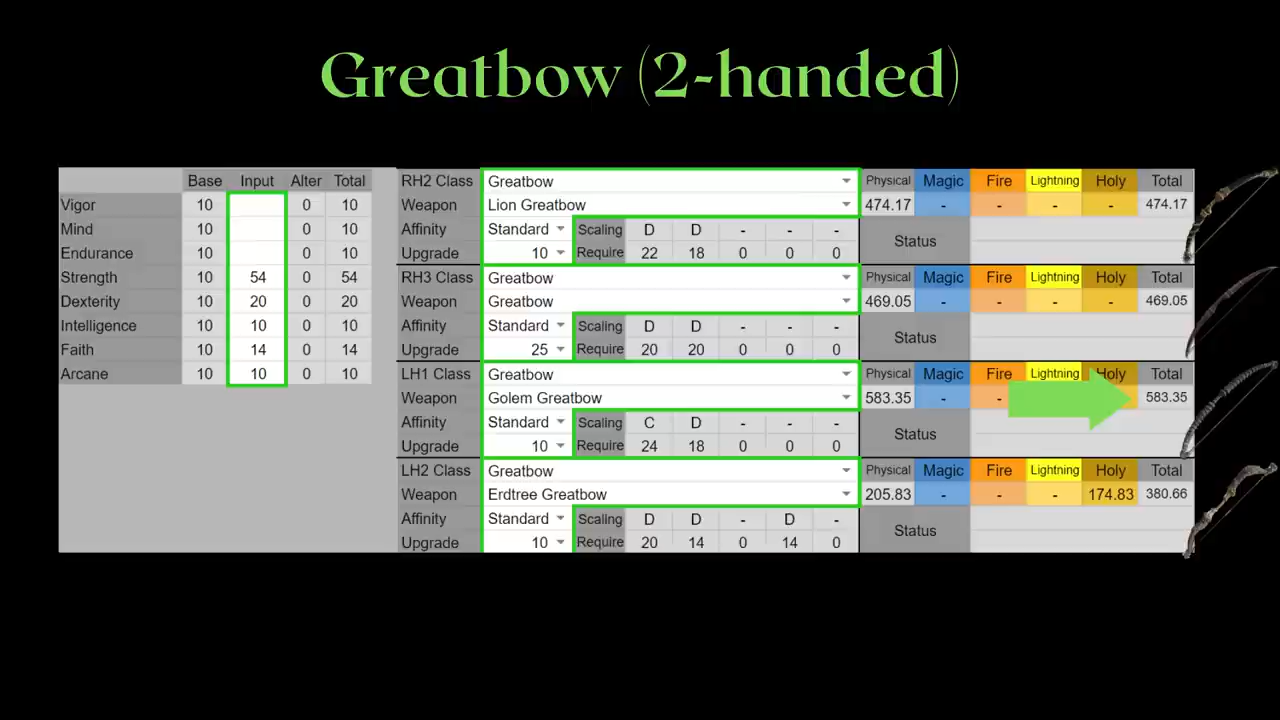 Greatbow (2-handed)
Base Input Alter Total
Vigor 10 0 10
Mind 10 0 10
Endurance 10 0 10
Strength 10 54 0 54
Dexterity 10 20 0 20
Intelligence 10 10 0 10
Faith 10 14 0 14
Arcane 10 10 0 10
RH2 Class Greatbow Physical Magic Fire Lightning Holy Total
Weapon Lion Greatbow 474.17 - - - - 474.17
Affinity Standard Scaling D D - - - Status
Upgrade 10 Require 22 18 0 0 0
RH3 Class Greatbow Physical Magic Fire Lightning Holy Total
Weapon Greatbow 469.05 - - - - 469.05
Affinity Standard Scaling D D - - - Status
Upgrade 25 Require 20 20 0 0 0
LH1 Class Greatbow Physical Magic Fire Lightning Holy Total
Weapon Golem Greatbow 583.35 - - 583.35
Affinity Standard Scaling C D - - - Status
Upgrade 10 Require 24 18 0 0 0
LH2 Class Greatbow Physical Magic Fire Lightning Holy Total
Weapon Erdtree Greatbow 205.83 - - - 174.83 380.66
Affinity Standard Scaling D D - D - Status
Upgrade 10 Require 20 14 0 14 0